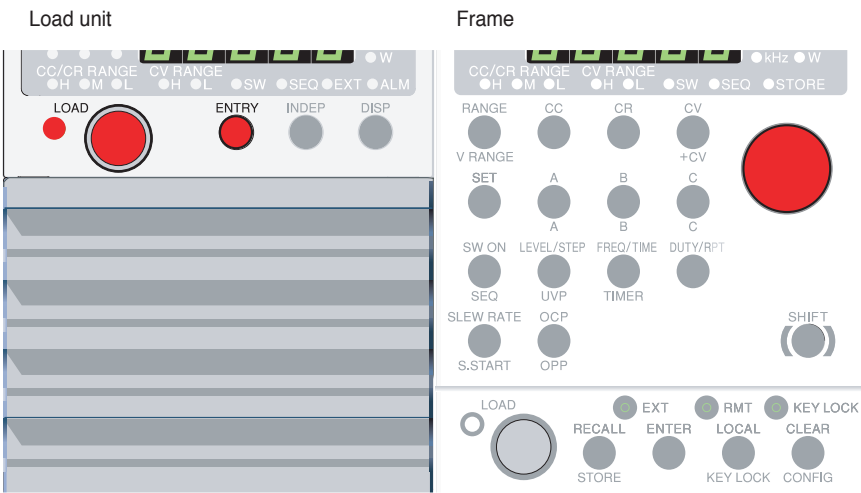 Load unit
Frame
W
CC/CR RANGE CV RANGE
H M L H L SW SEQ EXT ALM
LOAD ENTRY INDEP DISP
kHz W
CC/CR RANGE CV RANGE
H M L H L SW SEQ STORE
RANGE CC CR CV
V RANGE +CV
SET A B C
A B C
SW ON LEVEL/STEP FREQ/TIME DUTY/RPT
SEQ UVP TIMER
SLEW RATE OCP SHIFT
S.START OPP
LOAD EXT RMT KEY LOCK
RECALL ENTER LOCAL CLEAR
STORE KEY LOCK CONFIG